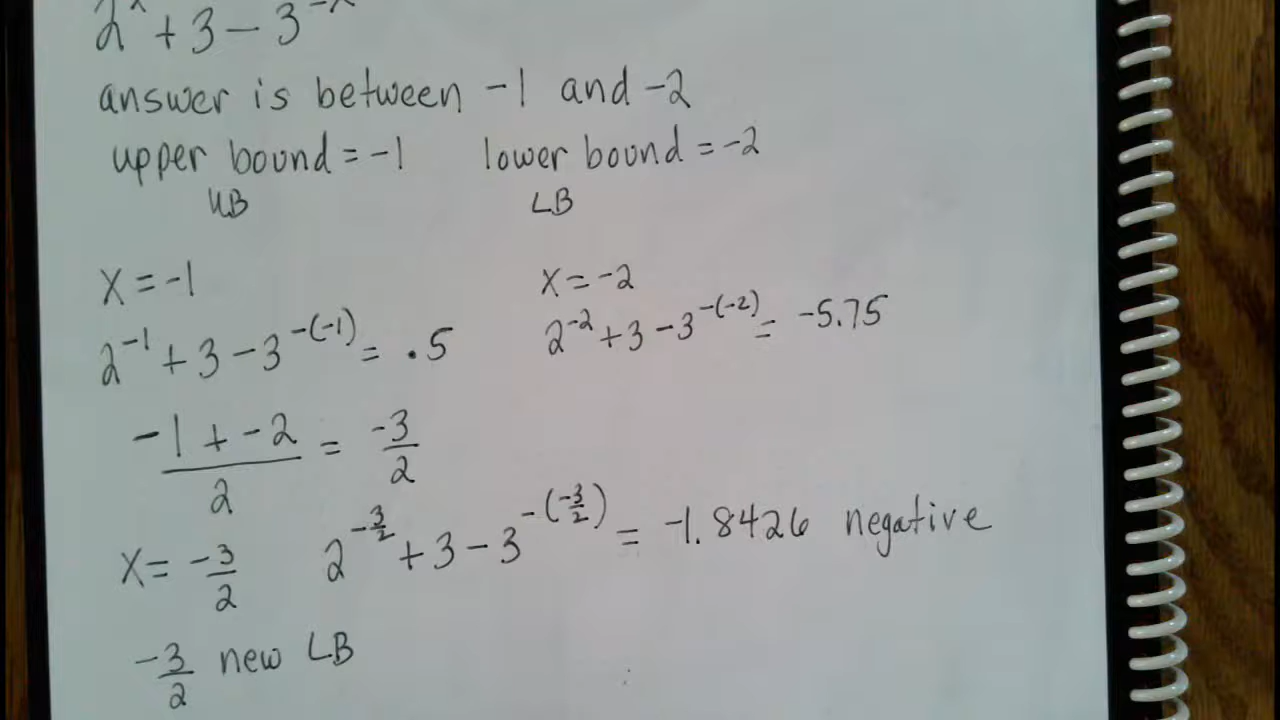 2^x + 3 - 3^-x
answer is between -1 and -2
upper bound = -1 lower bound = -2
UB LB
x = -1 x = -2
2^-1 + 3 - 3^-(-1) = .5 2^-2 + 3 - 3^-(-2) = -5.75
(-1 + -2)/2 = -3/2
x = -3/2 2^(-3/2) + 3 - 3^-(-3/2) = -1.8426 negative
-3/2 new LB